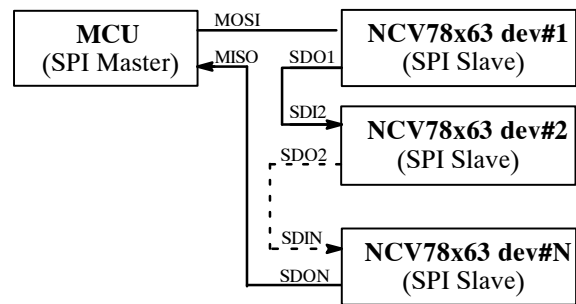 MCU
(SPI Master)
MOSI
MISO
NCV78x63 dev#1
(SPI Slave)
SDO1
SDI2
NCV78x63 dev#2
(SPI Slave)
SDO2
SDIN
NCV78x63 dev#N
(SPI Slave)
SDON